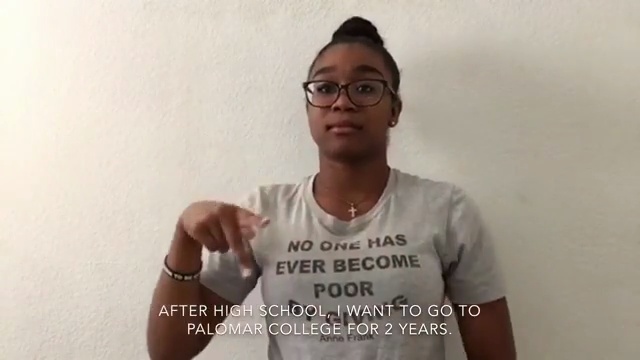 NO ONE HAS
EVER BECOME
POOR
GIVING
Anne Frank
AFTER HIGH SCHOOL, I WANT TO GO TO
PALOMAR COLLEGE FOR 2 YEARS.